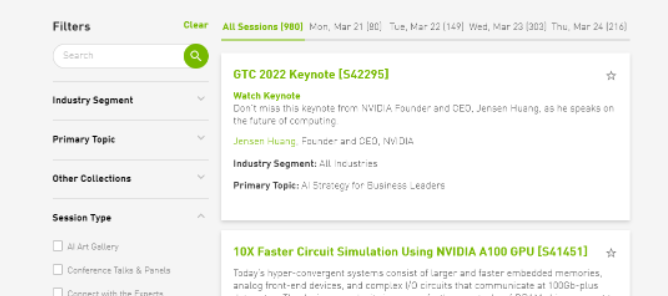 Filters
Clear
Search
Industry Segment
Primary Topic
Other Collections
Session Type
AI Art Gallery
Conference Talks & Panels
Connect with the Experts
All Sessions (980) Mon, Mar 21 (80) Tue, Mar 22 (149) Wed, Mar 23 (303) Thu, Mar 24 (216)
GTC 2022 Keynote [S42295]
Watch Keynote
Don't miss this keynote from NVIDIA Founder and CEO, Jensen Huang, as he speaks on
the future of computing.
Jensen Huang, Founder and CEO, NVIDIA
Industry Segment: All Industries
Primary Topic: AI Strategy for Business Leaders
10X Faster Circuit Simulation Using NVIDIA A100 GPU [S41451]
Today's hyper-convergent systems consist of larger and faster embedded memories,
analog front-end devices, and complex I/O circuits that communicate at 100Gb-plus